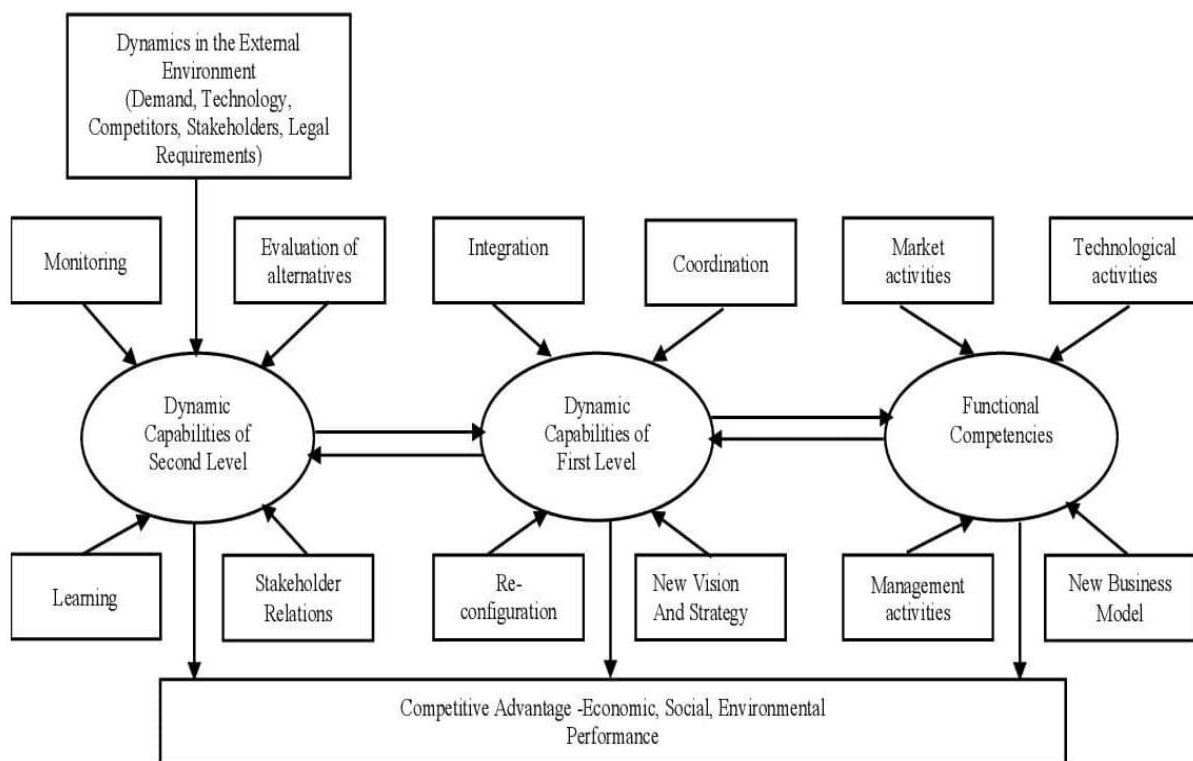 Dynamics in the External
Environment
(Demand, Technology,
Competitors, Stakeholders, Legal
Requirements)
Monitoring
Evaluation of
alternatives
Integration
Coordination
Market
activities
Technological
activities
Dynamic
Capabilities of
Second Level
Dynamic
Capabilities of
First Level
Functional
Competencies
Learning
Stakeholder
Relations
Re-
configuration
New Vision
And Strategy
Management
activities
New Business
Model
Competitive Advantage -Economic, Social, Environmental
Performance